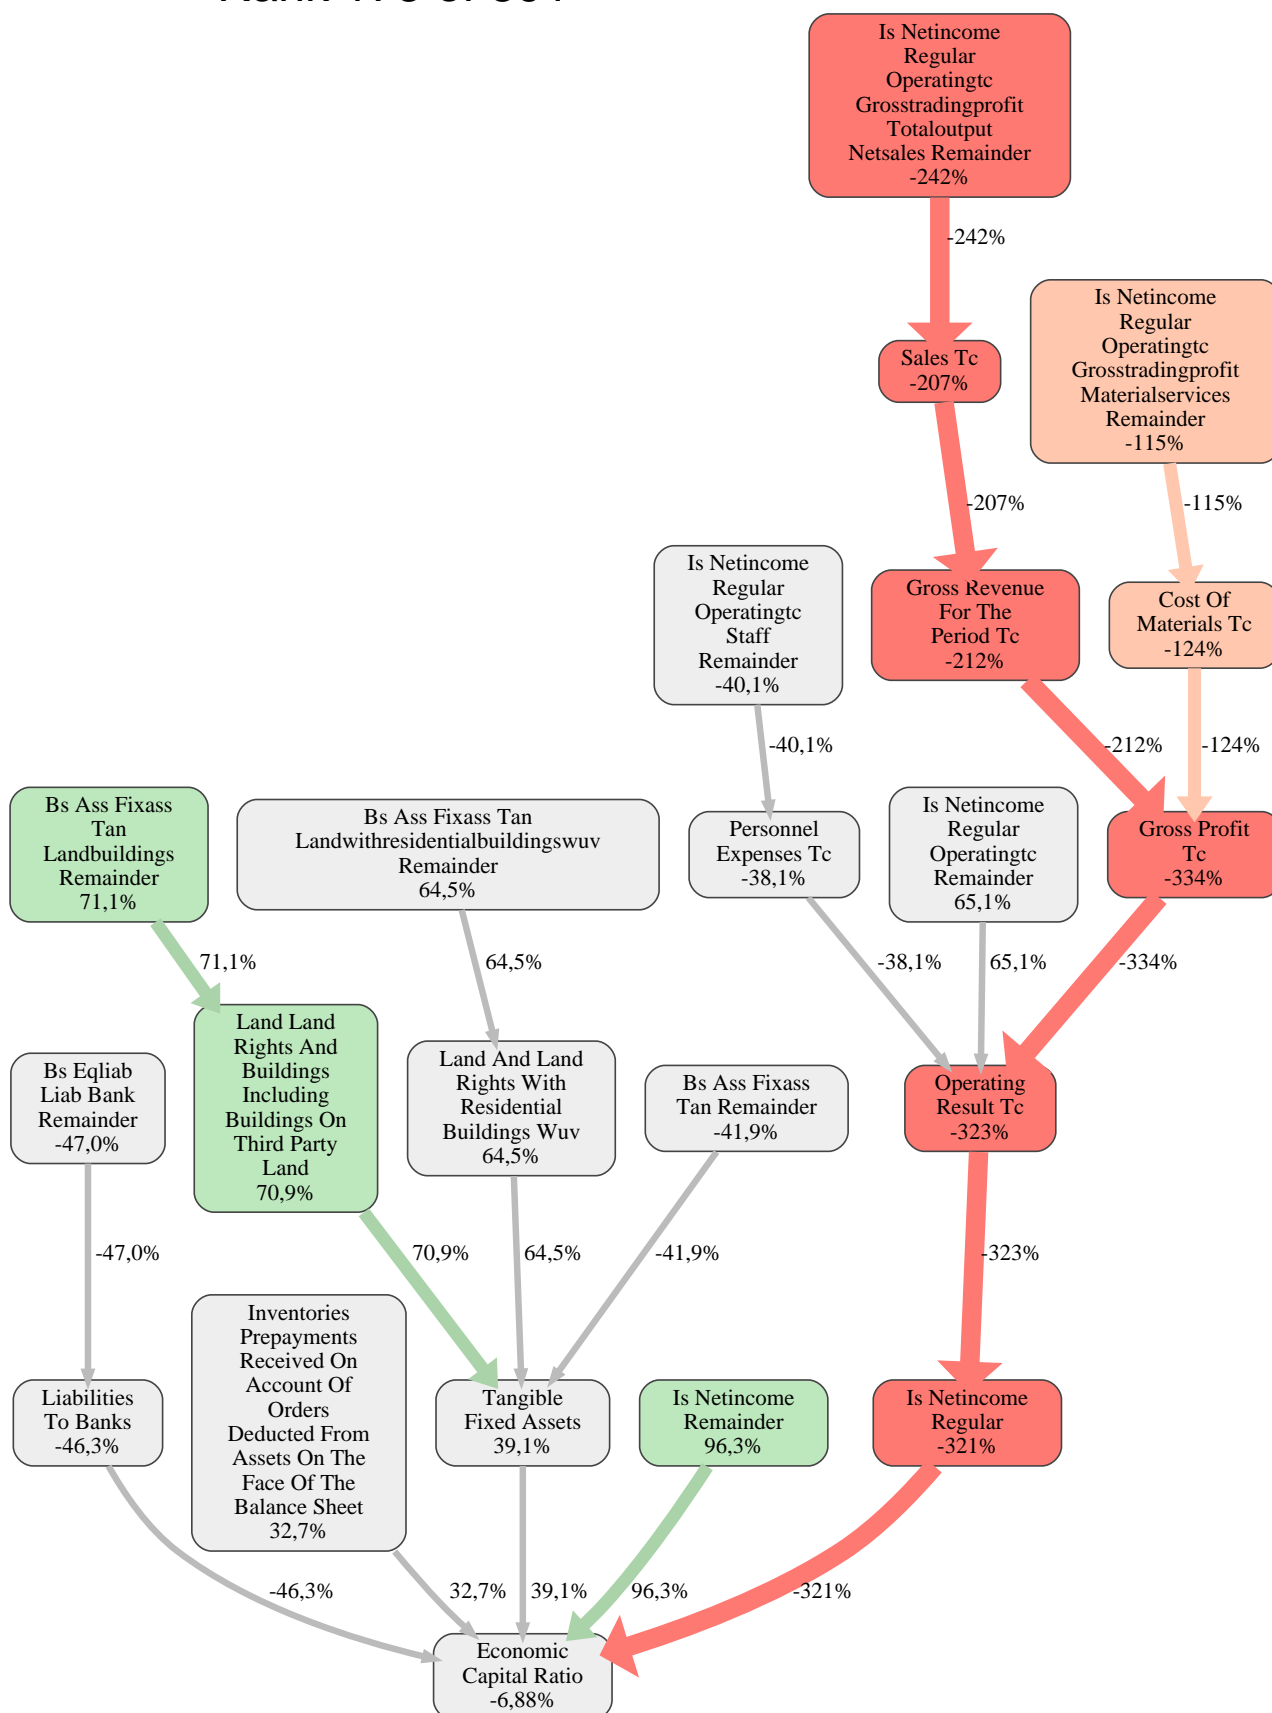 Is Netincome
Regular
Operatingtc
Grosstradingprofit
Totaloutput
Netsales Remainder
-242%
-242%
Is Netincome
Regular
Operatingtc
Grosstradingprofit
Materialservices
Remainder
-115%
Sales Tc
-207%
-207%
-115%
Is Netincome
Regular
Operatingtc
Staff
Remainder
-40,1%
Gross Revenue
For The
Period Tc
-212%
Cost Of
Materials Tc
-124%
-40,1%
-212%
-124%
Bs Ass Fixass
Tan
Landbuildings
Remainder
71,1%
Bs Ass Fixass Tan
Landwithresidentialbuildingswuv
Remainder
64,5%
Personnel
Expenses Tc
-38,1%
Is Netincome
Regular
Operatingtc
Remainder
65,1%
Gross Profit
Tc
-334%
71,1%
64,5%
-38,1%
65,1%
-334%
Bs Eqliab
Liab Bank
Remainder
-47,0%
Land Land
Rights And
Buildings
Including
Buildings On
Third Party
Land
70,9%
Land And Land
Rights With
Residential
Buildings Wuv
64,5%
Bs Ass Fixass
Tan Remainder
-41,9%
Operating
Result Tc
-323%
-47,0%
70,9%
64,5%
-41,9%
-323%
Liabilities
To Banks
-46,3%
Inventories
Prepayments
Received On
Account Of
Orders
Deducted From
Assets On The
Face Of The
Balance Sheet
32,7%
Tangible
Fixed Assets
39,1%
Is Netincome
Remainder
96,3%
Is Netincome
Regular
-321%
-46,3%
32,7%
39,1%
96,3%
-321%
Economic
Capital Ratio
-6,88%